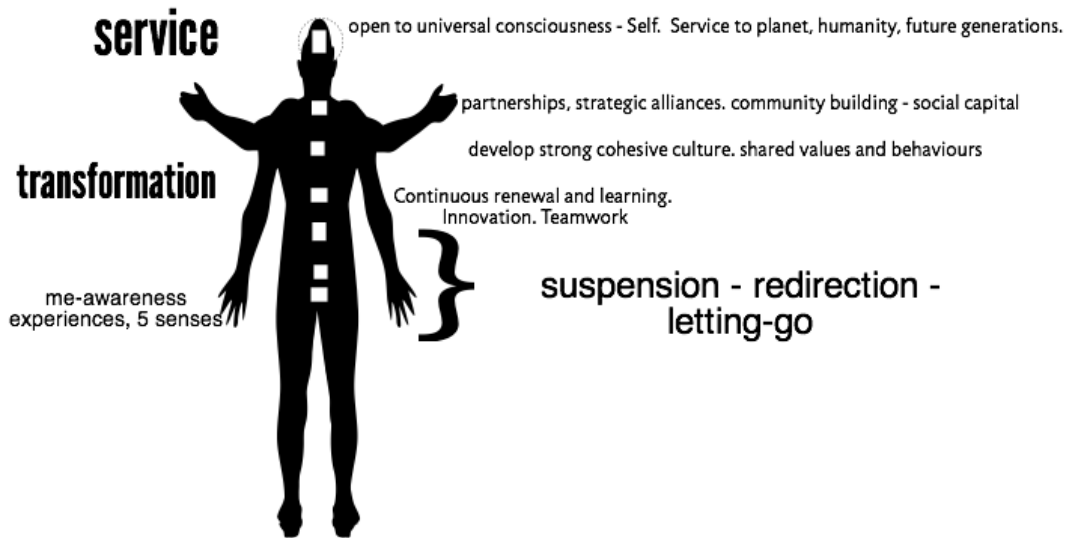 service
open to universal consciousness - Self.  Service to planet, humanity, future generations.
partnerships, strategic alliances. community building - social capital
develop strong cohesive culture. shared values and behaviours
transformation
Continuous renewal and learning.
Innovation. Teamwork
me-awareness
experiences, 5 senses
suspension - redirection -
letting-go